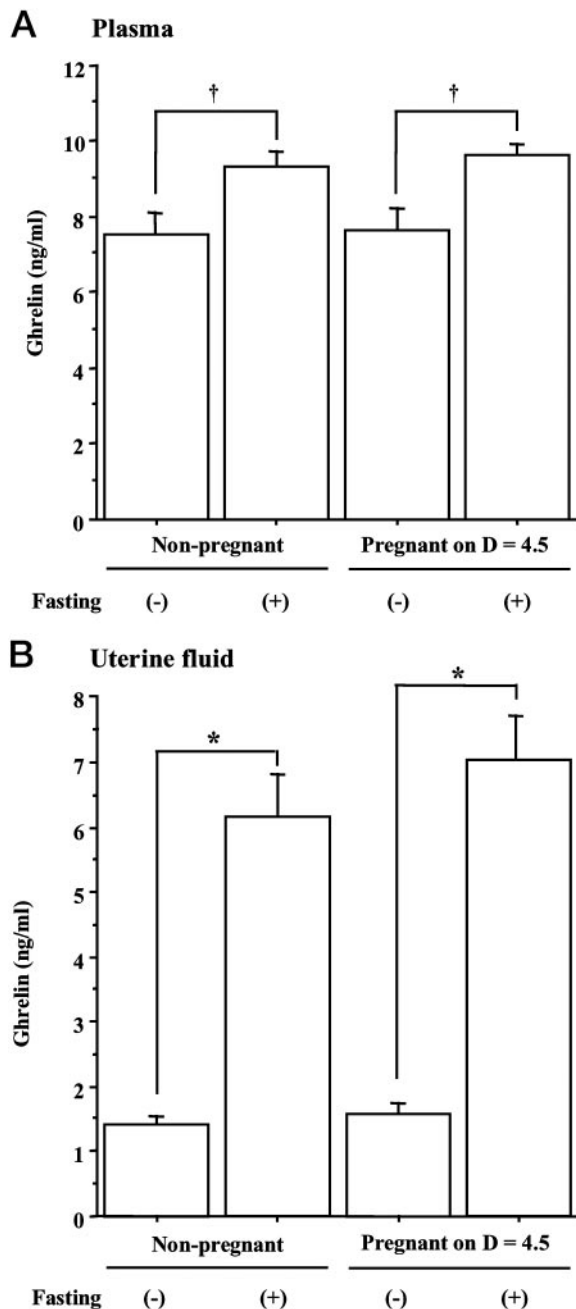 A Plasma
†
†
12
10
8
6
4
2
0
Ghrelin (ng/ml)
Non-pregnant Pregnant on D = 4.5
Fasting (-) (+) (-) (+)
B Uterine fluid
*
*
8
7
6
5
4
3
2
1
0
Ghrelin (ng/ml)
Non-pregnant Pregnant on D = 4.5
Fasting (-) (+) (-) (+)